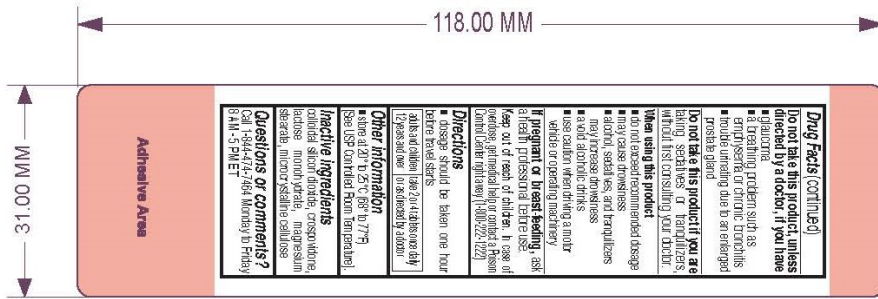 118.00 MM
31.00 MM
Drug Facts (continued)
Do not take this product, unless
directed by a doctor, if you have
■ glaucoma
■ a breathing problem such as
emphysema or chronic bronchitis
■ trouble urinating due to an enlarged
prostate gland
Do not take this product if you are
taking sedatives or tranquilizers,
without first consulting your doctor.
When using this product
■ do not exceed recommended dosage
■ may cause drowsiness
■ alcohol, sedatives, and tranquilizers
may increase drowsiness
■ avoid alcoholic drinks
■ use caution when driving a motor
vehicle or operating machinery
If pregnant or breast-feeding, ask
a health professional before use.
Keep out of reach of children. In case of
overdose, get medical help or contact a Poison
Control Center right away (1-800-222-1222)
Directions
■ dosage should be taken one hour
before travel starts
adults and children 12 years and over
take 2 or 4 tablets once daily or as directed by a doctor
Other information
■ store at 20° to 25°C (68° to 77°F)
(See USP Controlled Room Temperature).
Inactive ingredients
colloidal silicon dioxide, crospovidone,
lactose monohydrate, magnesium
stearate, microcrystalline cellulose
Questions or comments?
Call 1-844-474-7464 Monday to Friday
8 AM - 5 PM ET
Adhesive Area